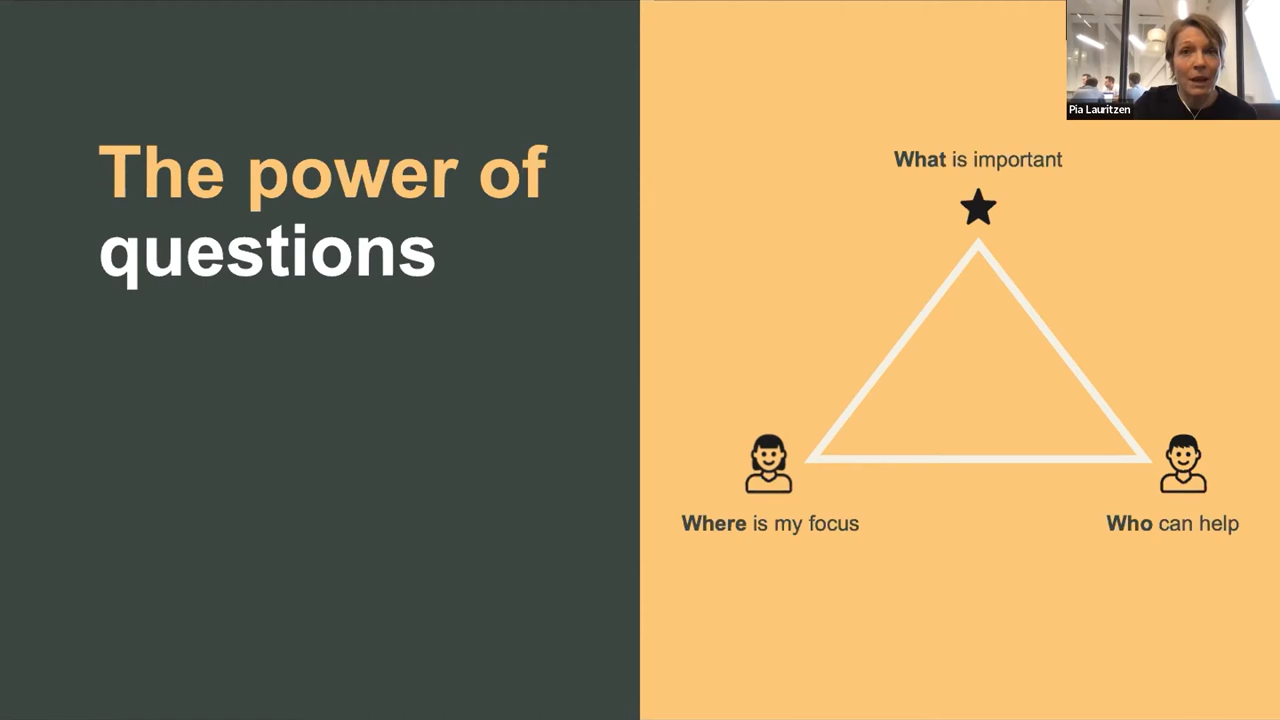 The power of
questions
Pia Lauritzen
What is important
Where is my focus
Who can help